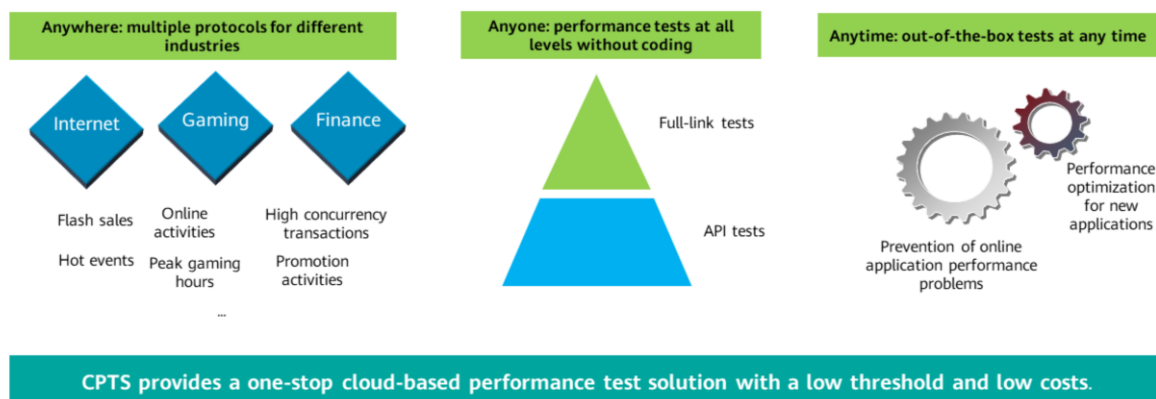 Anywhere: multiple protocols for different
industries
Internet
Gaming
Finance
Flash sales
Online
activities
High concurrency
transactions
Hot events
Peak gaming
hours
Promotion
activities
...
Anyone: performance tests at all
levels without coding
Full-link tests
API tests
Anytime: out-of-the-box tests at any time
Performance
optimization
for new
applications
Prevention of online
application performance
problems
CPTS provides a one-stop cloud-based performance test solution with a low threshold and low costs.